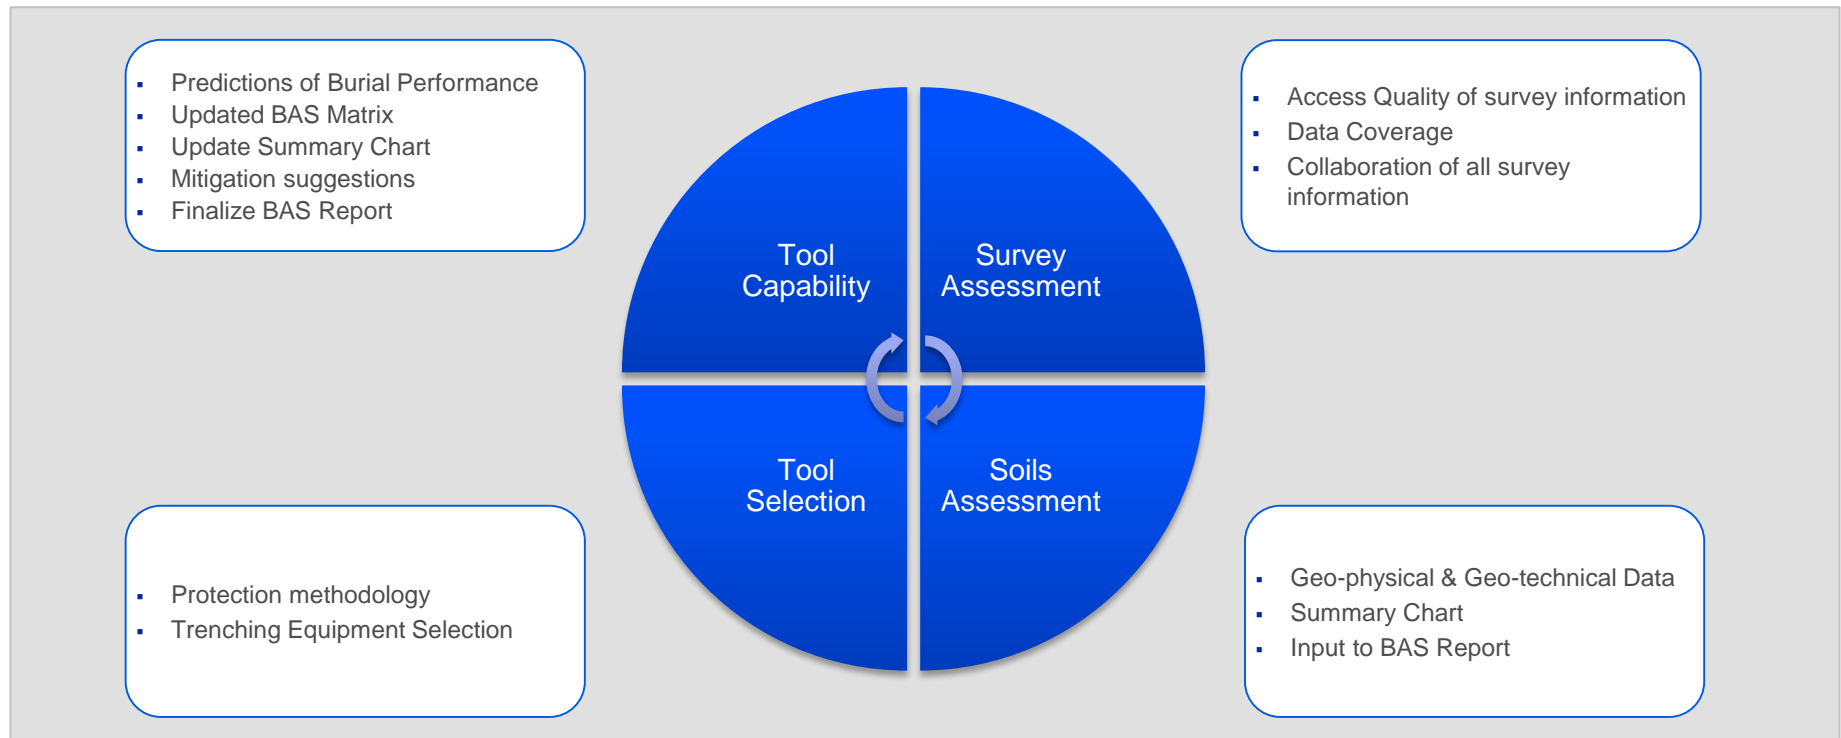 Predictions of Burial Performance
Updated BAS Matrix
Update Summary Chart
Mitigation suggestions
Finalize BAS Report
Access Quality of survey information
Data Coverage
Collaboration of all survey
information
Tool
Capability
Survey
Assessment
Tool
Selection
Soils
Assessment
Protection methodology
Trenching Equipment Selection
Geo-physical & Geo-technical Data
Summary Chart
Input to BAS Report